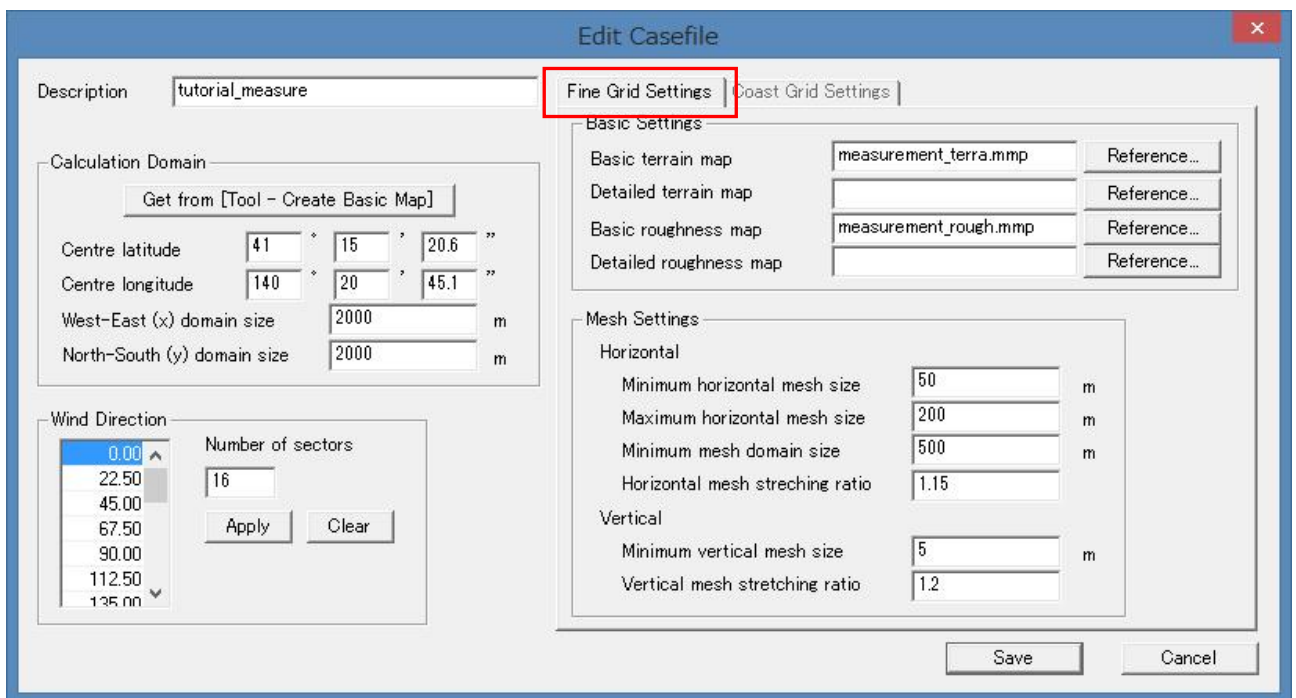 Edit Casefile
Description tutorial_measure
Calculation Domain
Get from [Tool - Create Basic Map]
Centre latitude 41 ° 15 ’ 20.6 ”
Centre longitude 140 ° 20 ’ 45.1 ”
West-East (x) domain size 2000 m
North-South (y) domain size 2000 m
Wind Direction
0.00
22.50
45.00
67.50
90.00
112.50
135.00
Number of sectors
16
Apply Clear
Fine Grid Settings Coast Grid Settings
Basic Settings
Basic terrain map measurement_terra.mmp Reference...
Detailed terrain map Reference...
Basic roughness map measurement_rough.mmp Reference...
Detailed roughness map Reference...
Mesh Settings
Horizontal
Minimum horizontal mesh size 50 m
Maximum horizontal mesh size 200 m
Minimum mesh domain size 500 m
Horizontal mesh streching ratio 1.15
Vertical
Minimum vertical mesh size 5 m
Vertical mesh stretching ratio 1.2
Save Cancel